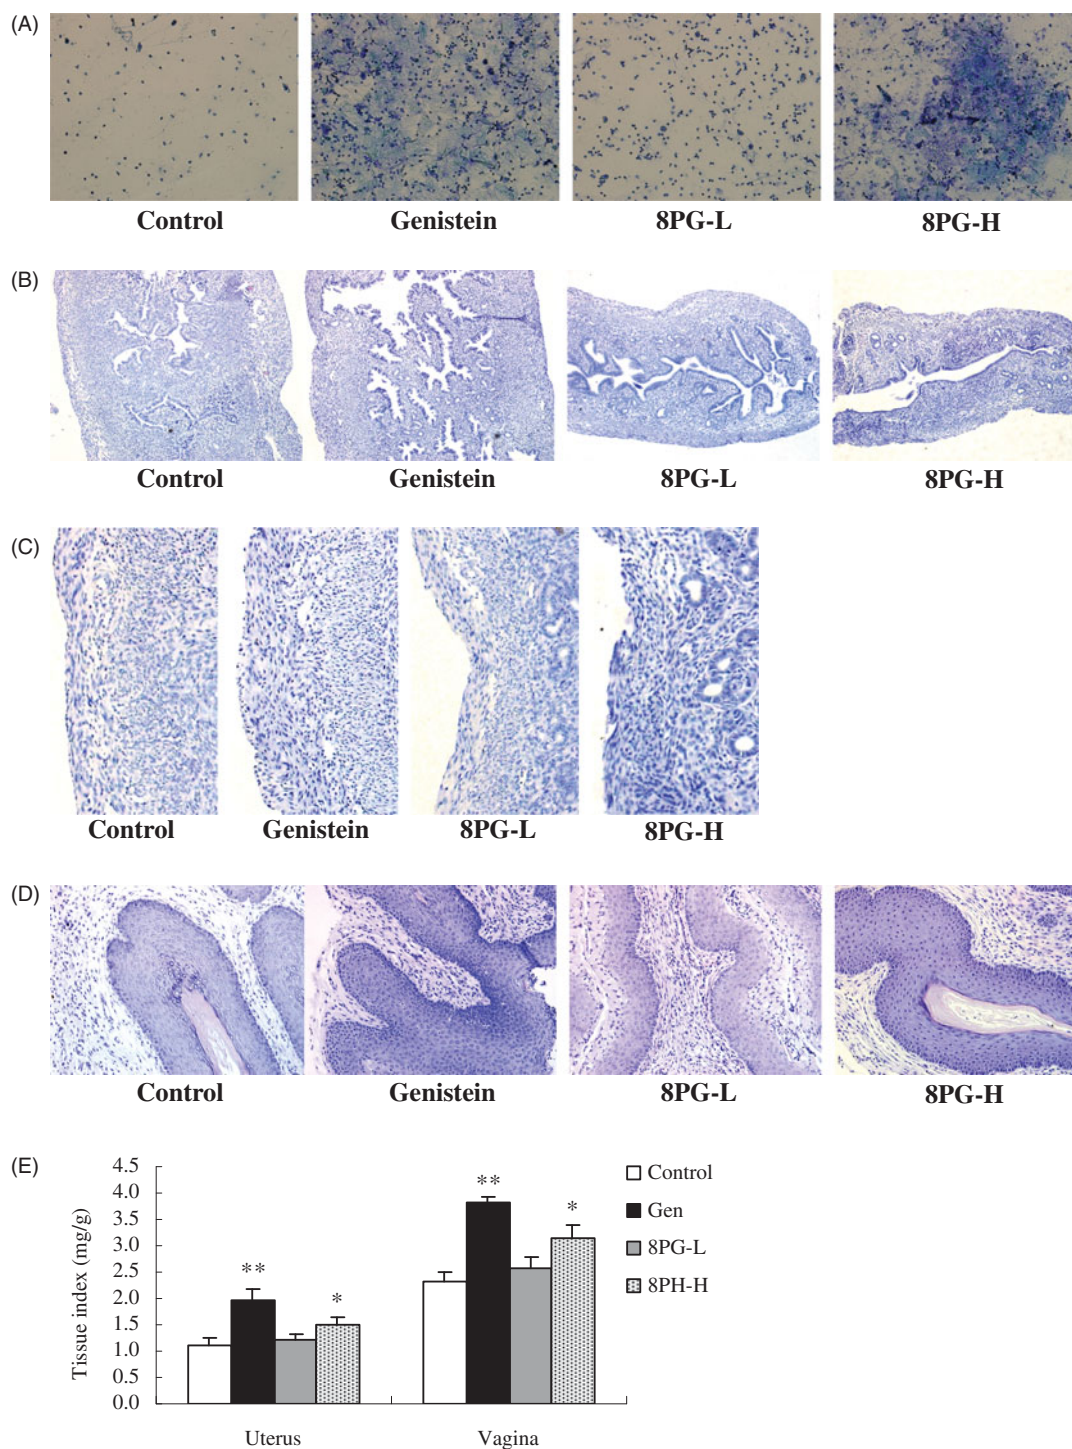 (A)
Control Genistein 8PG-L 8PG-H
(B)
Control Genistein 8PG-L 8PG-H
(C)
Control Genistein 8PG-L 8PG-H
(D)
Control Genistein 8PG-L 8PG-H
(E)
Tissue index (mg/g)
4.5
4.0
3.5
3.0
2.5
2.0
1.5
1.0
0.5
0.0
** * ** *
Uterus Vagina
Control
Gen
8PG-L
8PH-H